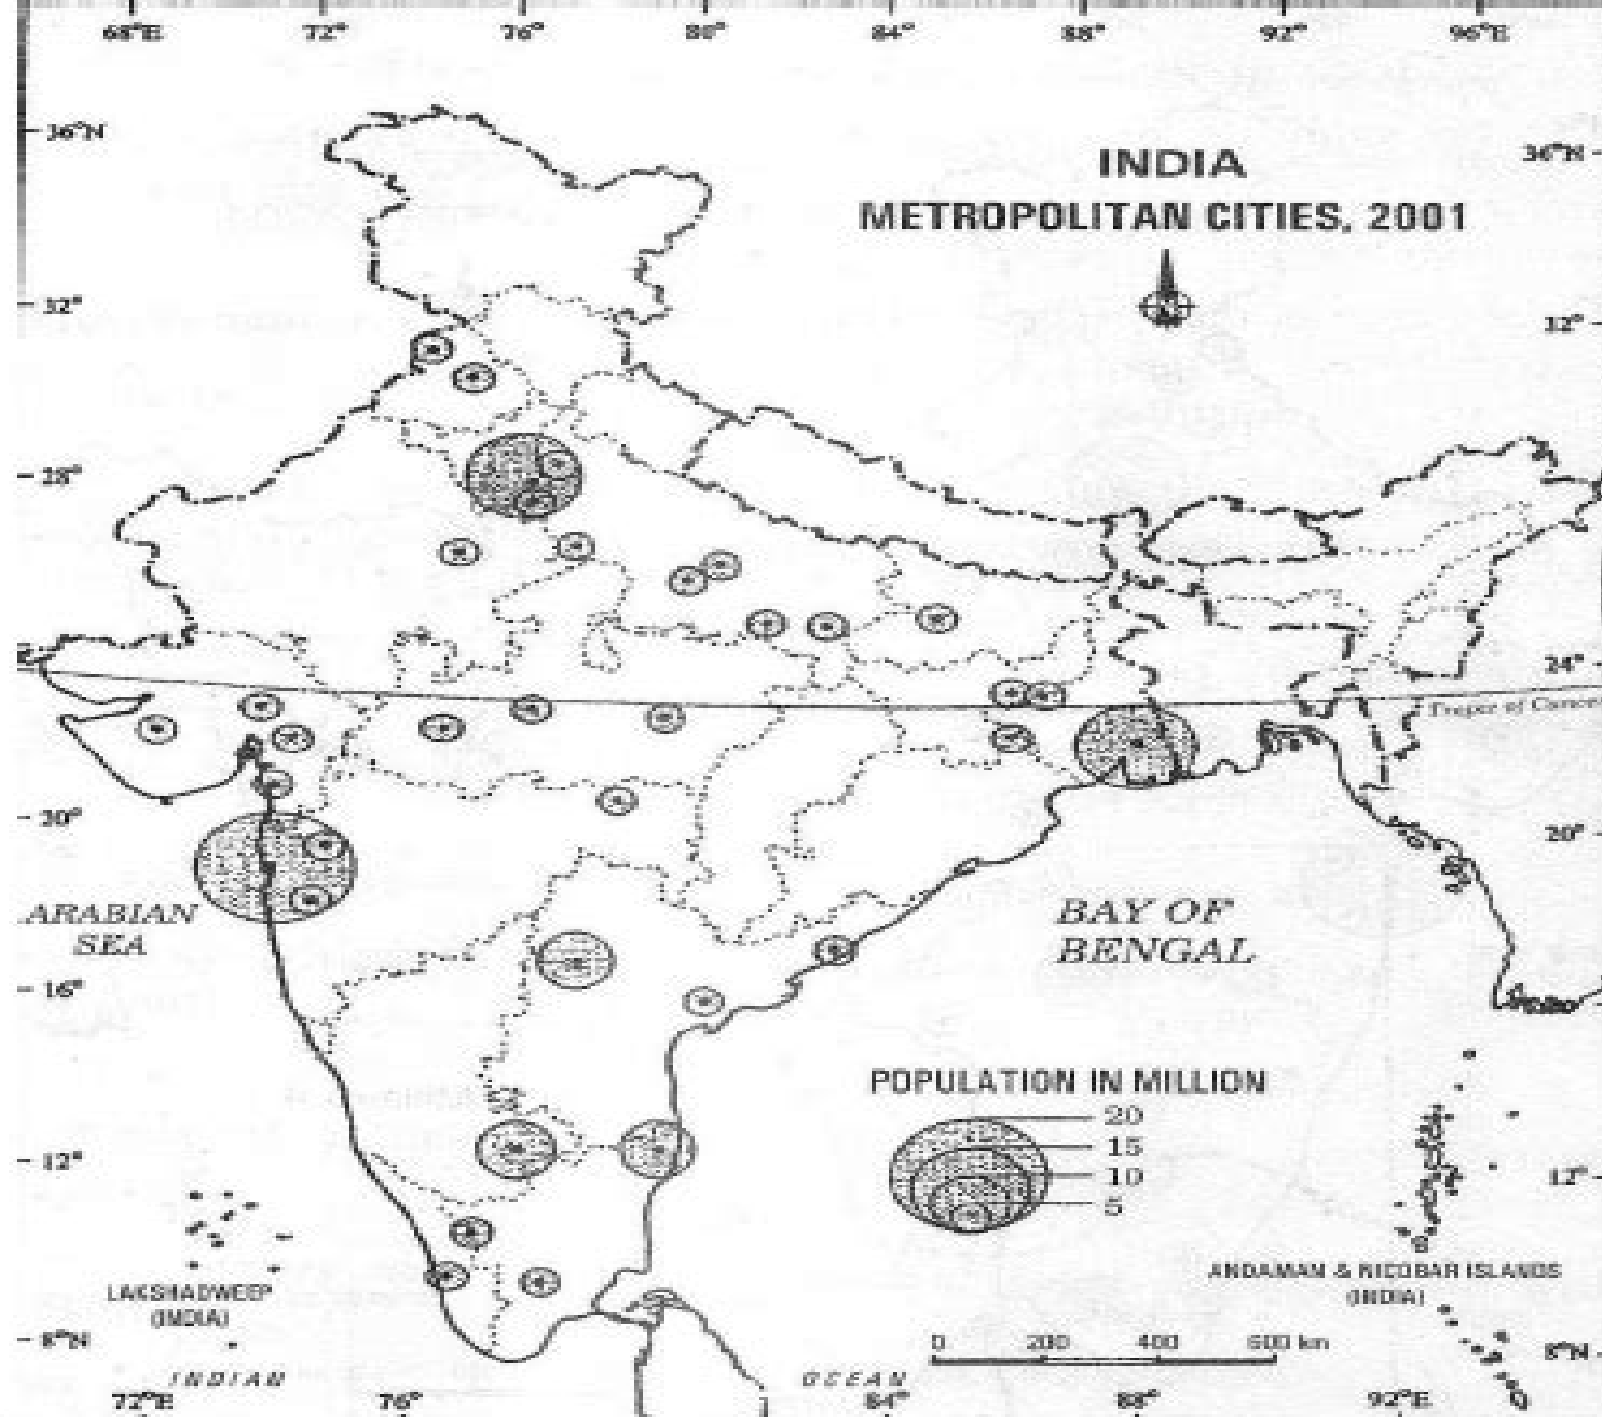 68°E 72° 76° 80° 84° 88° 92° 96°E
36°N
36°N
INDIA
METROPOLITAN CITIES, 2001
32°
32°
28°
24°
Tropic of Cancer
20°
20°
ARABIAN
SEA
BAY OF
BENGAL
16°
POPULATION IN MILLION
20
15
10
5
12°
12°
ANDAMAN & NICOBAR ISLANDS
(INDIA)
LAKSHADWEEP
(INDIA)
0 200 400 600 km
8°N
8°N
INDIAN OCEAN
72°E 76° 84° 88° 92°E